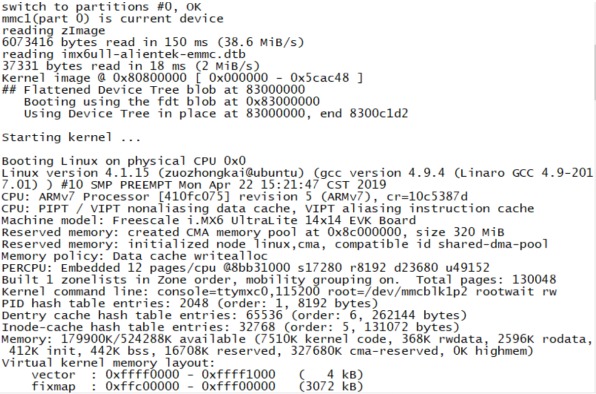 switch to partitions #0, OK
mmc1(part 0) is current device
reading zImage
6073416 bytes read in 150 ms (38.6 MiB/s)
reading imx6ull-alientek-emmc.dtb
37331 bytes read in 18 ms (2 MiB/s)
Kernel image @ 0x80800000 [ 0x000000 - 0x5cac48 ]
## Flattened Device Tree blob at 83000000
   Booting using the fdt blob at 0x83000000
   Using Device Tree in place at 83000000, end 8300c1d2
Starting kernel ...
Booting Linux on physical CPU 0x0
Linux version 4.1.15 (zuozhongkai@ubuntu) (gcc version 4.9.4 (Linaro GCC 4.9-201
7.01) ) #10 SMP PREEMPT Mon Apr 22 15:21:47 CST 2019
CPU: ARMv7 Processor [410fc075] revision 5 (ARMv7), cr=10c5387d
CPU: PIPT / VIPT nonaliasing data cache, VIPT aliasing instruction cache
Machine model: Freescale i.MX6 UltraLite 14x14 EVK Board
Reserved memory: created CMA memory pool at 0x8c000000, size 320 MiB
Reserved memory: initialized node linux,cma, compatible id shared-dma-pool
Memory policy: Data cache writealloc
PERCPU: Embedded 12 pages/cpu @8bb31000 s17280 r8192 d23680 u49152
Built 1 zonelists in Zone order, mobility grouping on.  Total pages: 130048
Kernel command line: console=ttymxc0,115200 root=/dev/mmcblk1p2 rootwait rw
PID hash table entries: 2048 (order: 1, 8192 bytes)
Dentry cache hash table entries: 65536 (order: 6, 262144 bytes)
Inode-cache hash table entries: 32768 (order: 5, 131072 bytes)
Memory: 179900K/524288K available (7510K kernel code, 368K rwdata, 2596K rodata,
 412K init, 442K bss, 16708K reserved, 327680K cma-reserved, 0K highmem)
Virtual kernel memory layout:
    vector  : 0xffff0000 - 0xffff1000   (   4 kB)
    fixmap  : 0xffc00000 - 0xfff00000   (3072 kB)